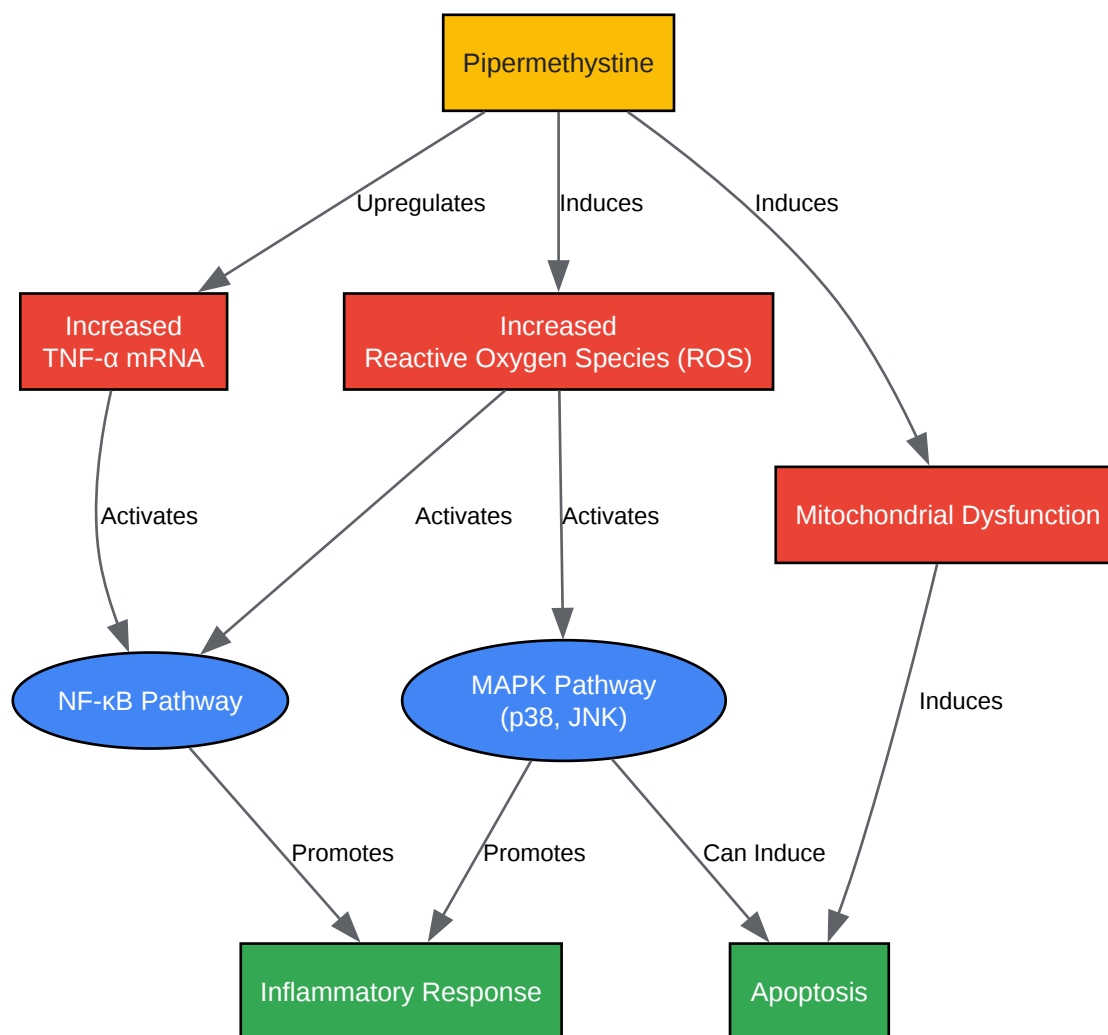 Pipermethystine
Upregulates
Induces
Induces
Increased
TNF-α mRNA
Increased
Reactive Oxygen Species (ROS)
Mitochondrial Dysfunction
Activates
Activates
Activates
NF-κB Pathway
MAPK Pathway
(p38, JNK)
Induces
Promotes
Promotes
Can Induce
Inflammatory Response
Apoptosis